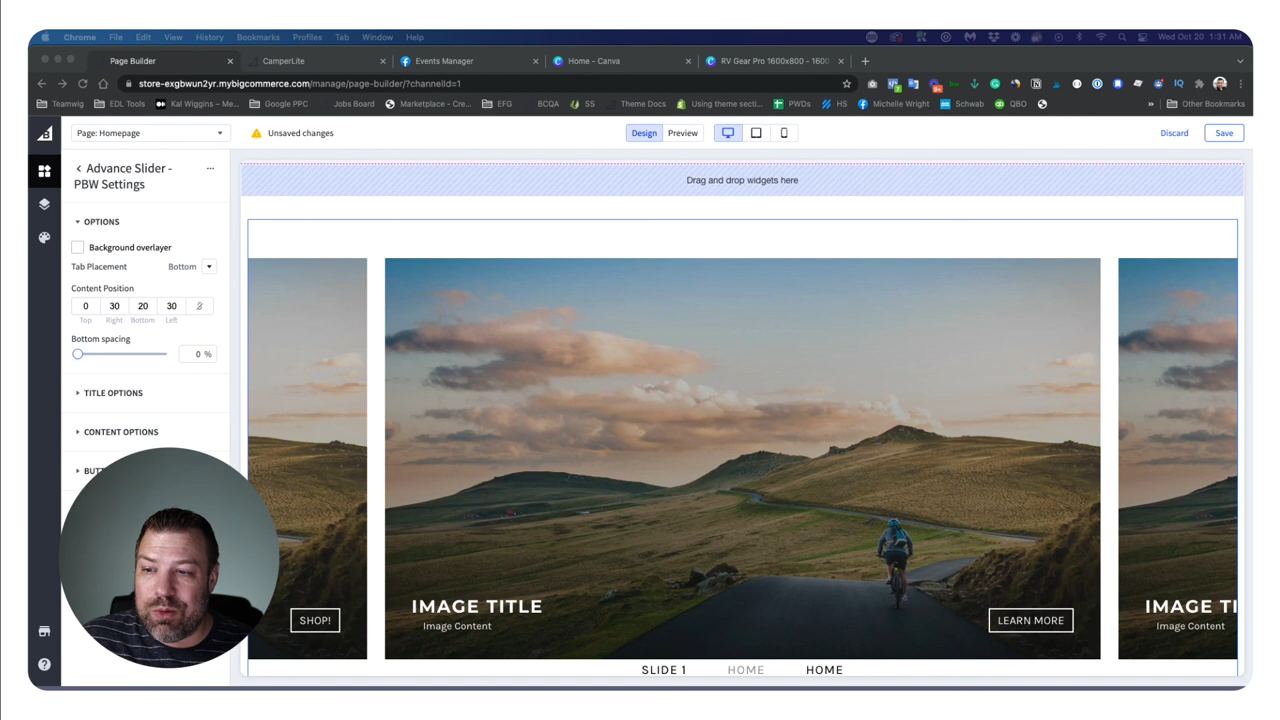 Chrome File Edit View History Bookmarks Profiles Tab Window Help Wed Oct 20 1:31 AM
Page Builder CamperLite Events Manager Home - Canva RV Gear Pro 1600x800 - 1600
store-exgbwun2yr.mybigcommerce.com/manage/page-builder/?channelId=1
Teamwig EDL Tools Kal Wiggins – Me... Google PPC Jobs Board Marketplace - Cre... EFG BCQA SS Theme Docs Using theme secti... PWDs HS Michelle Wright Schwab QBO » Other Bookmarks
Page: Homepage Unsaved changes Design Preview Discard Save
Advance Slider -
PBW Settings
Drag and drop widgets here
OPTIONS
Background overlayer
Tab Placement Bottom
Content Position
0 30 20 30
Top Right Bottom Left
Bottom spacing
0 %
TITLE OPTIONS
CONTENT OPTIONS
BUT
IMAGE TITLE
Image Content
SHOP!
LEARN MORE
IMAGE TI
Image Content
SLIDE 1 HOME HOME